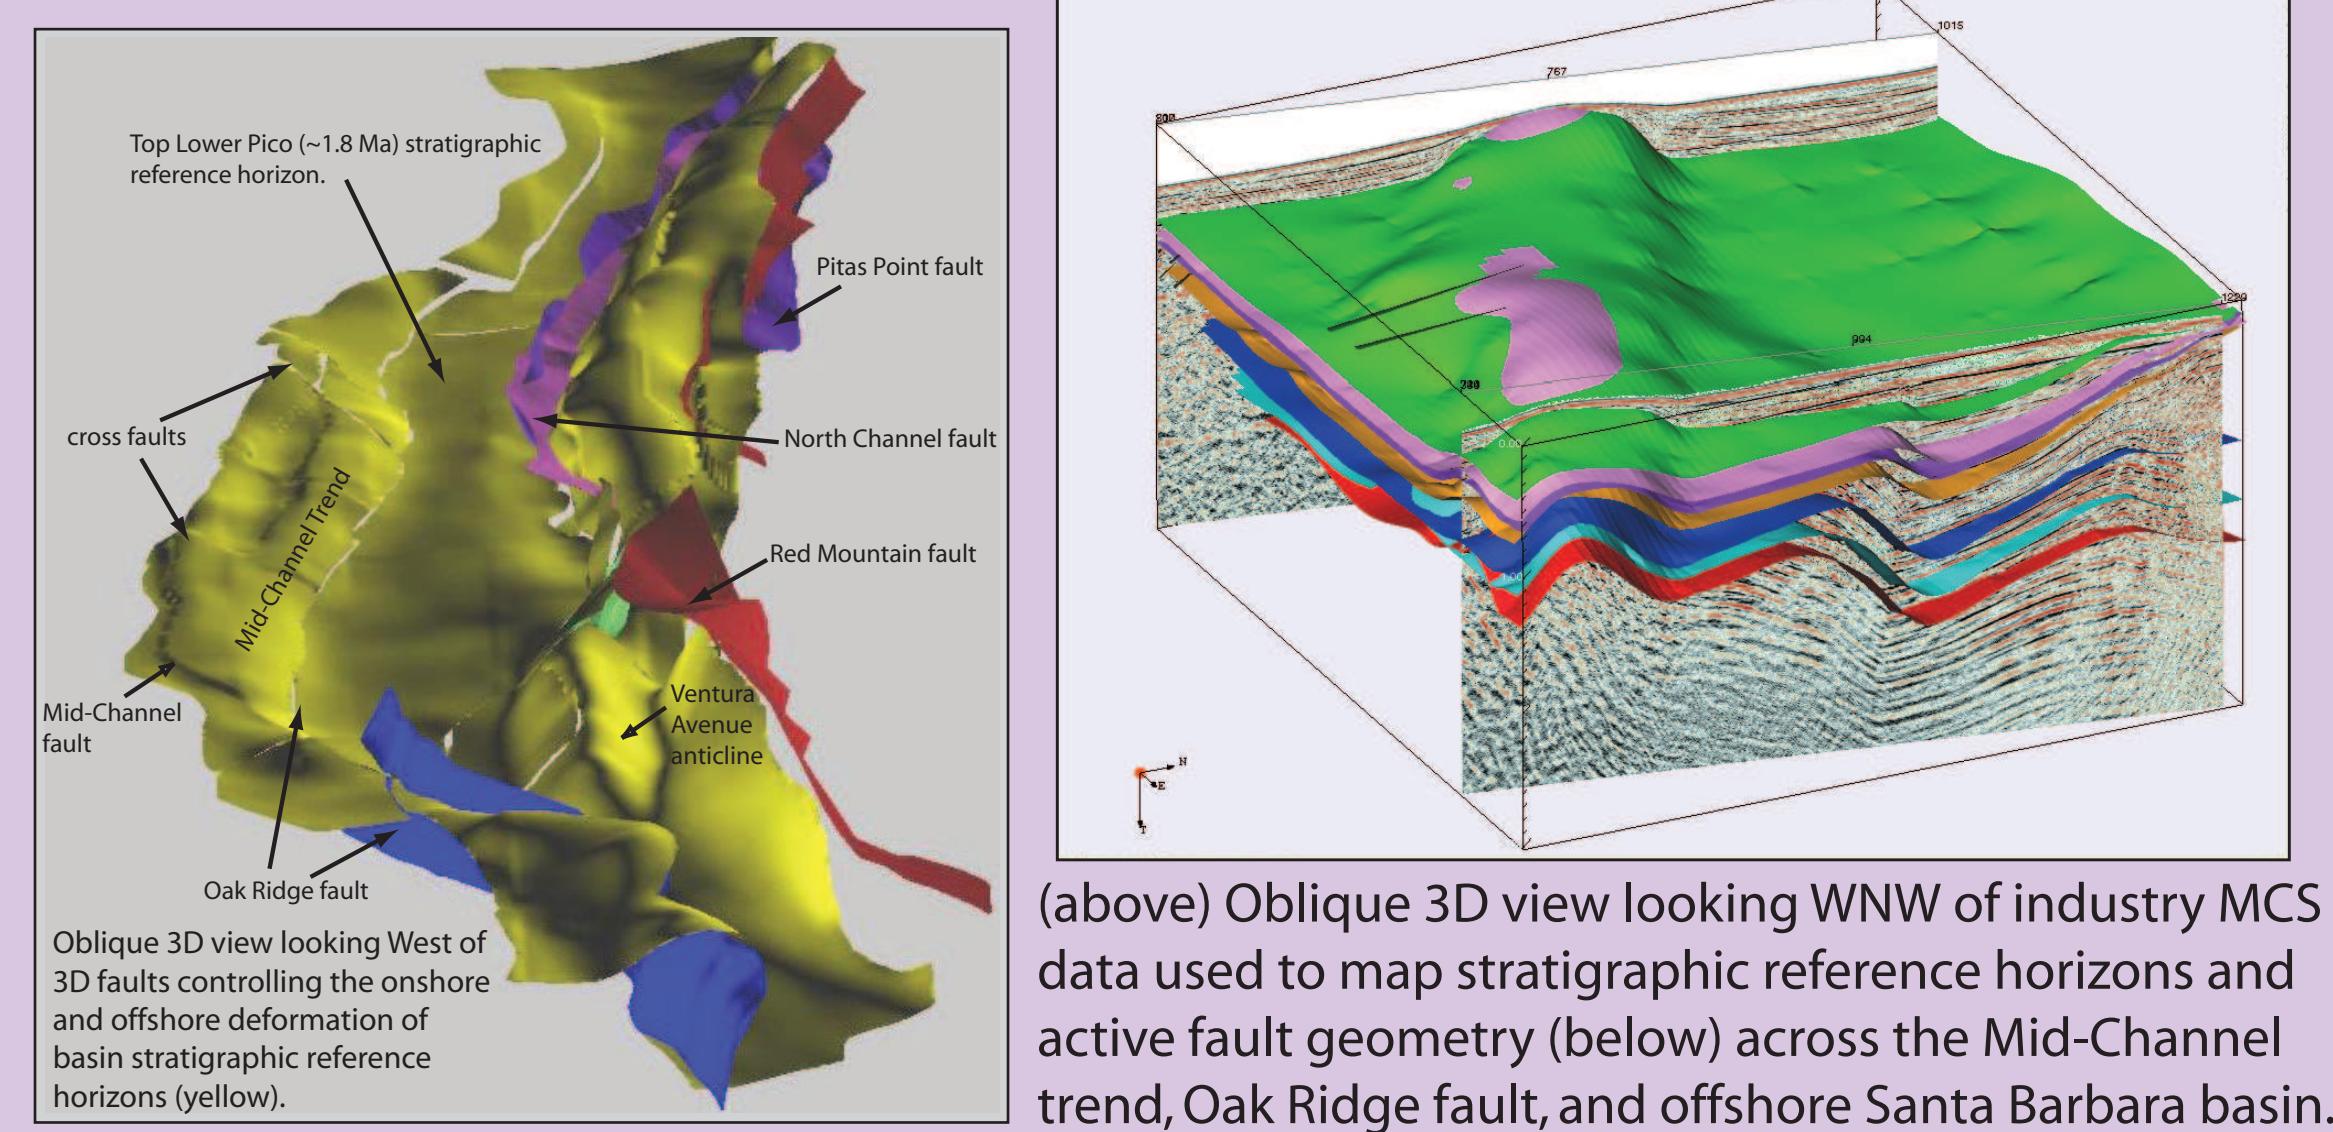 Top Lower Pico (~1.8 Ma) stratigraphic
reference horizon.
Pitas Point fault
cross faults
North Channel fault
Mid-Channel Trend
Red Mountain fault
Mid-Channel
fault
Ventura
Avenue
anticline
Oak Ridge fault
Oblique 3D view looking West of
3D faults controlling the onshore
and offshore deformation of
basin stratigraphic reference
horizons (yellow).
1015
767
994
0.00
1.00
N
E
T
(above) Oblique 3D view looking WNW of industry MCS
data used to map stratigraphic reference horizons and
active fault geometry (below) across the Mid-Channel
trend, Oak Ridge fault, and offshore Santa Barbara basin.